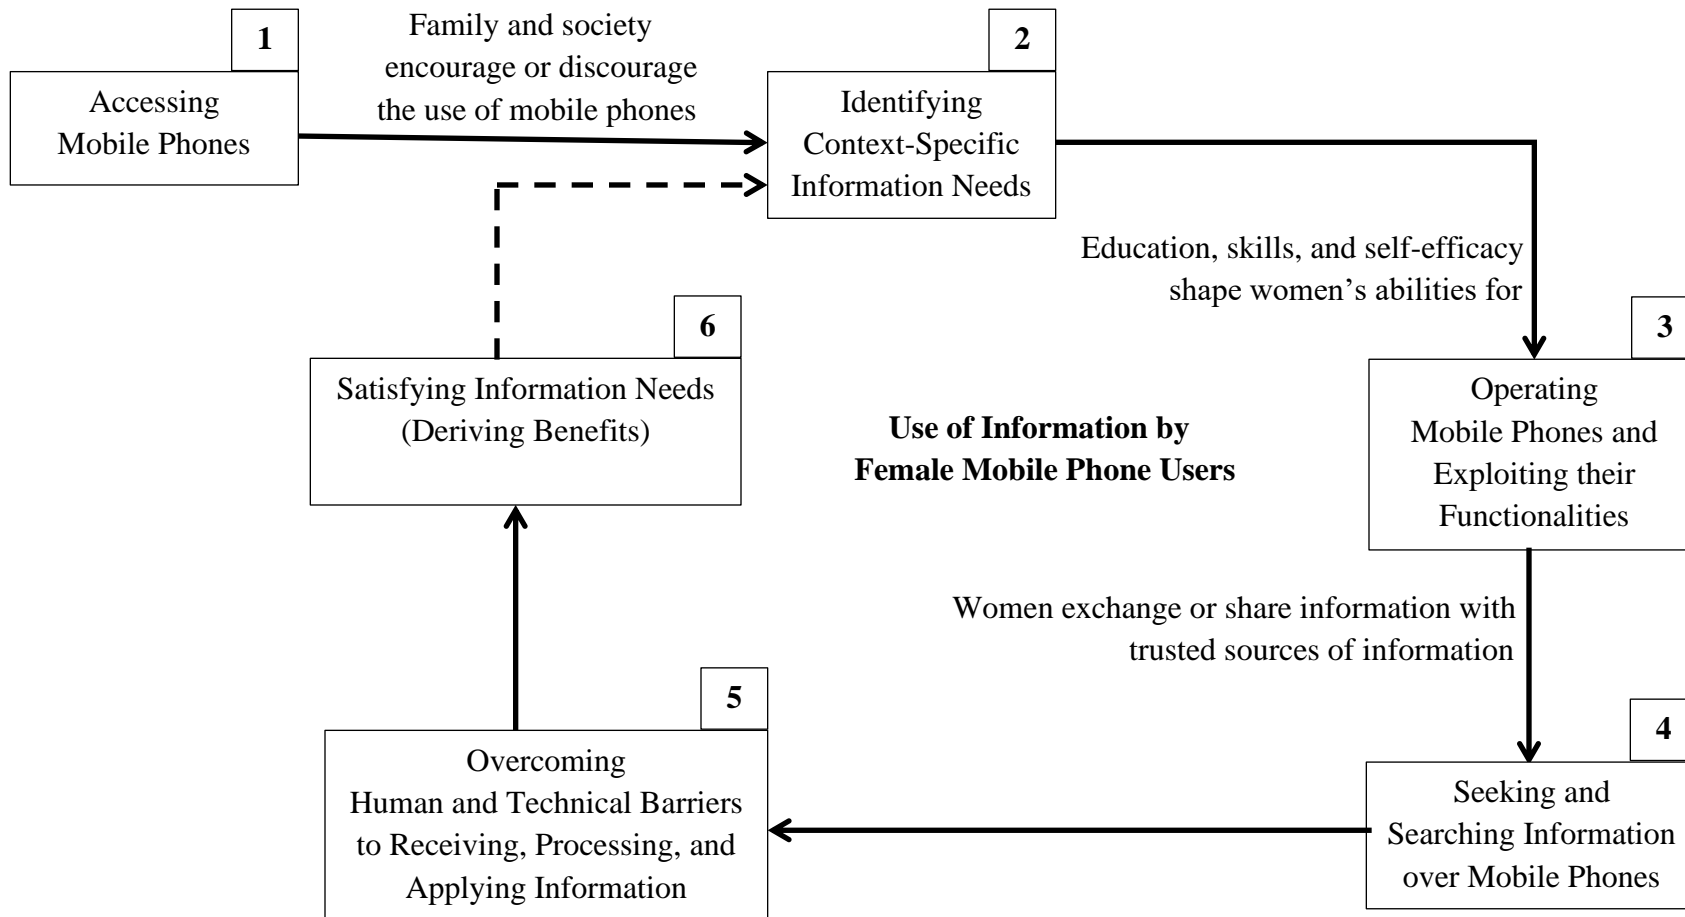 1
Accessing
Mobile Phones
Family and society
encourage or discourage
the use of mobile phones
2
Identifying
Context-Specific
Information Needs
Education, skills, and self-efficacy
shape women’s abilities for
3
Operating
Mobile Phones and
Exploiting their
Functionalities
Use of Information by
Female Mobile Phone Users
Women exchange or share information with
trusted sources of information
4
Seeking and
Searching Information
over Mobile Phones
5
Overcoming
Human and Technical Barriers
to Receiving, Processing, and
Applying Information
6
Satisfying Information Needs
(Deriving Benefits)